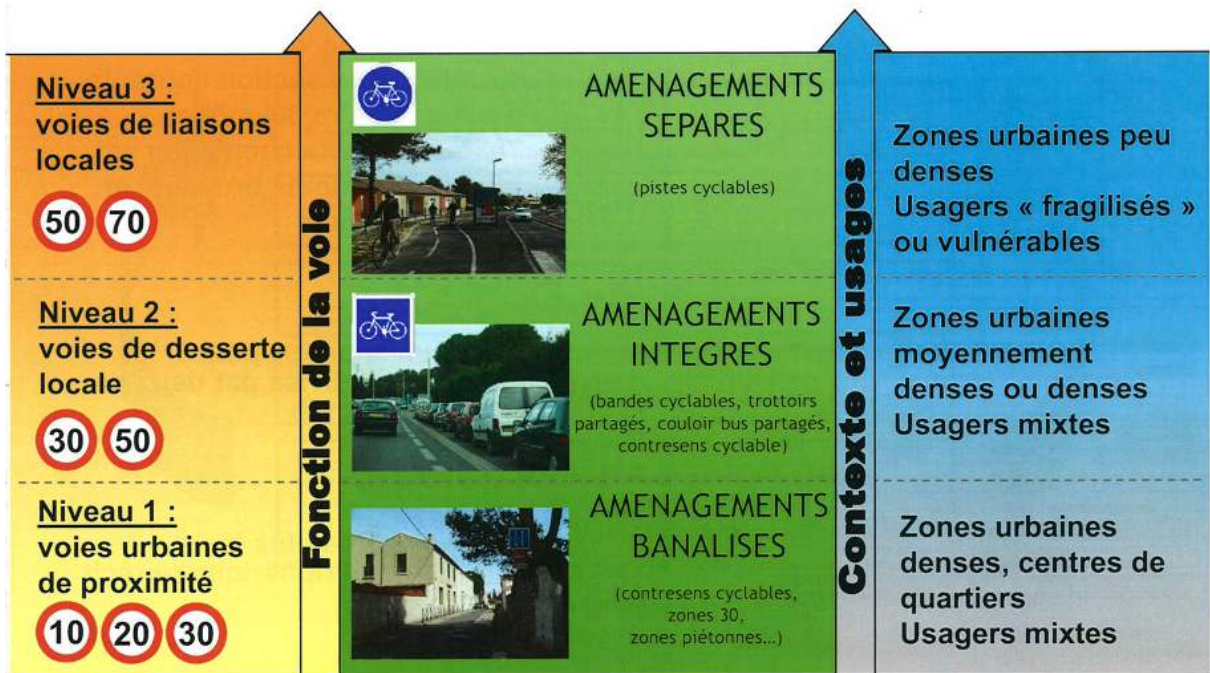 Niveau 3 :
voies de liaisons
locales
50 70
Niveau 2 :
voies de desserte
locale
30 50
Niveau 1 :
voies urbaines
de proximité
10 20 30
Fonction de la voie
AMENAGEMENTS
SEPARES
(pistes cyclables)
AMENAGEMENTS
INTEGRES
(bandes cyclables, trottoirs
partagés, couloir bus partagés,
contresens cyclable)
AMENAGEMENTS
BANALISES
(contresens cyclables,
zones 30,
zones piétonnes...)
Contexte et usages
Zones urbaines peu
denses
Usagers « fragilisés »
ou vulnérables
Zones urbaines
moyennement
denses ou denses
Usagers mixtes
Zones urbaines
denses, centres de
quartiers
Usagers mixtes